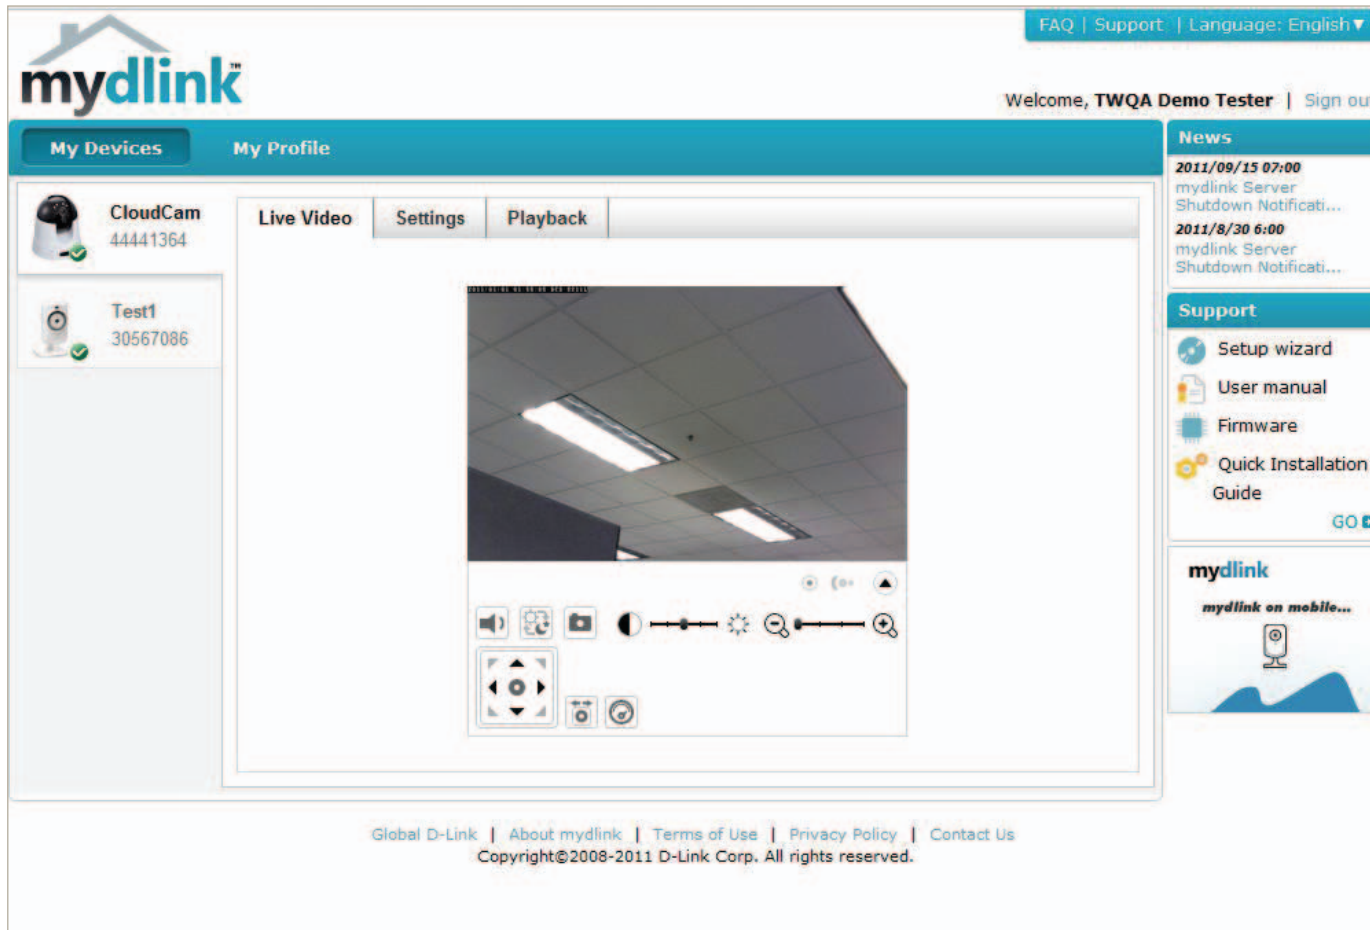 FAQ | Support | Language: English▼
mydlink™
Welcome, TWQA Demo Tester | Sign ou
My Devices
My Profile
CloudCam
44441364
Test1
30567086
Live Video
Settings
Playback
News
2011/09/15 07:00
mydlink Server
Shutdown Notificati...
2011/8/30 6:00
mydlink Server
Shutdown Notificati...
Support
Setup wizard
User manual
Firmware
Quick Installation
Guide
GO
mydlink
mydlink on mobile...
Global D-Link | About mydlink | Terms of Use | Privacy Policy | Contact Us
Copyright©2008-2011 D-Link Corp. All rights reserved.